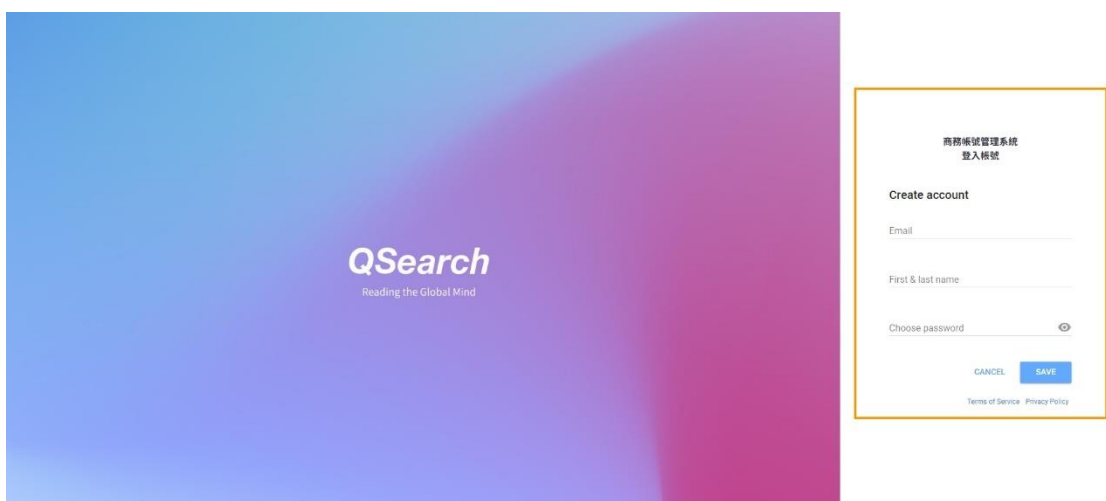 QSearch
Reading the Global Mind
商務帳號管理系統
登入帳號
Create account
Email
First & last name
Choose password
CANCEL SAVE
Terms of Service Privacy Policy